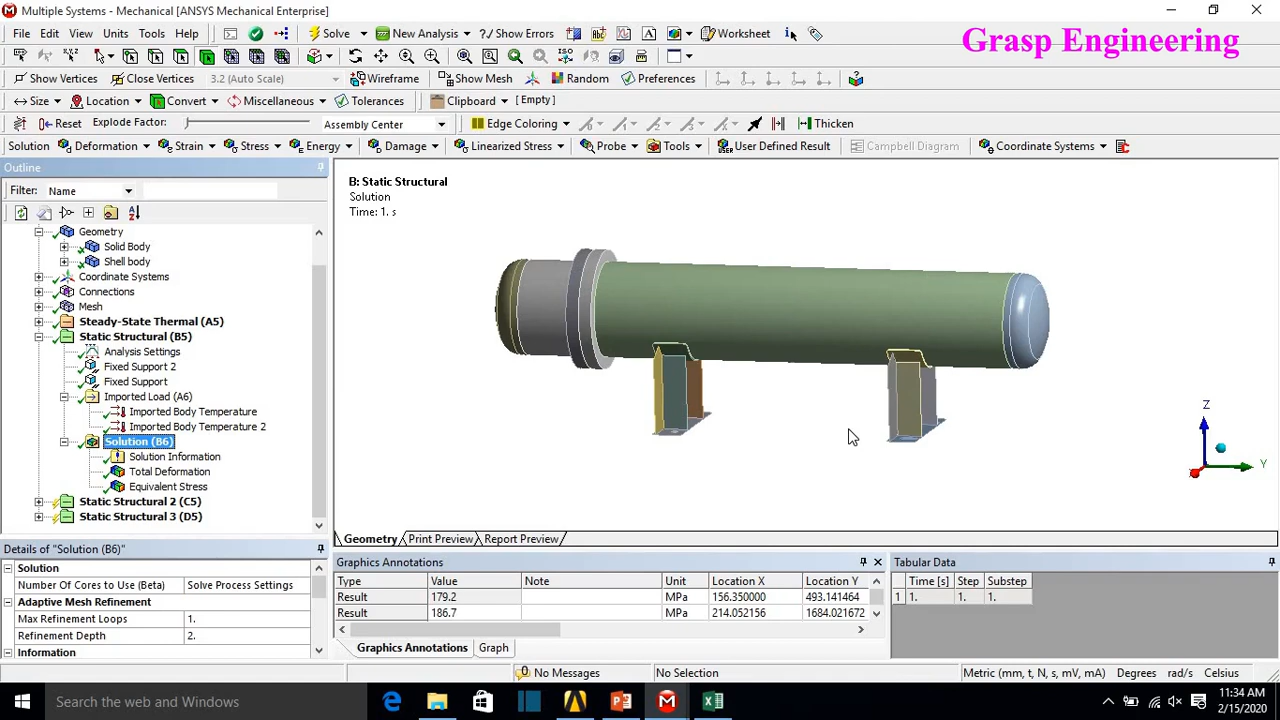 Multiple Systems - Mechanical [ANSYS Mechanical Enterprise]
File Edit View Units Tools Help Solve New Analysis ?/ Show Errors Worksheet
Grasp Engineering
Show Vertices Close Vertices 3.2 (Auto Scale) Wireframe Show Mesh Random Preferences
Size Location Convert Miscellaneous Tolerances Clipboard [ Empty ]
Reset Explode Factor: Assembly Center Edge Coloring Thicken
Solution Deformation Strain Stress Energy Damage Linearized Stress Probe Tools User Defined Result Campbell Diagram Coordinate Systems
Outline
Filter: Name
Geometry
Solid Body
Shell body
Coordinate Systems
Connections
Mesh
Steady-State Thermal (A5)
Static Structural (B5)
Analysis Settings
Fixed Support 2
Fixed Support
Imported Load (A6)
Imported Body Temperature
Imported Body Temperature 2
Solution (B6)
Solution Information
Total Deformation
Equivalent Stress
Static Structural 2 (C5)
Static Structural 3 (D5)
B: Static Structural
Solution
Time: 1. s
Z
Y
Geometry Print Preview Report Preview
Details of "Solution (B6)"
Solution
Number Of Cores to Use (Beta) Solve Process Settings
Adaptive Mesh Refinement
Max Refinement Loops 1.
Refinement Depth 2.
Information
Graphics Annotations
Type Value Note Unit Location X Location Y
Result 179.2 MPa 156.350000 493.141464
Result 186.7 MPa 214.052156 1684.021672
Graphics Annotations Graph
Tabular Data
Time [s] Step Substep
1 1. 1. 1.
No Messages No Selection Metric (mm, t, N, s, mV, mA) Degrees rad/s Celsius
Search the web and Windows
11:34 AM
2/15/2020